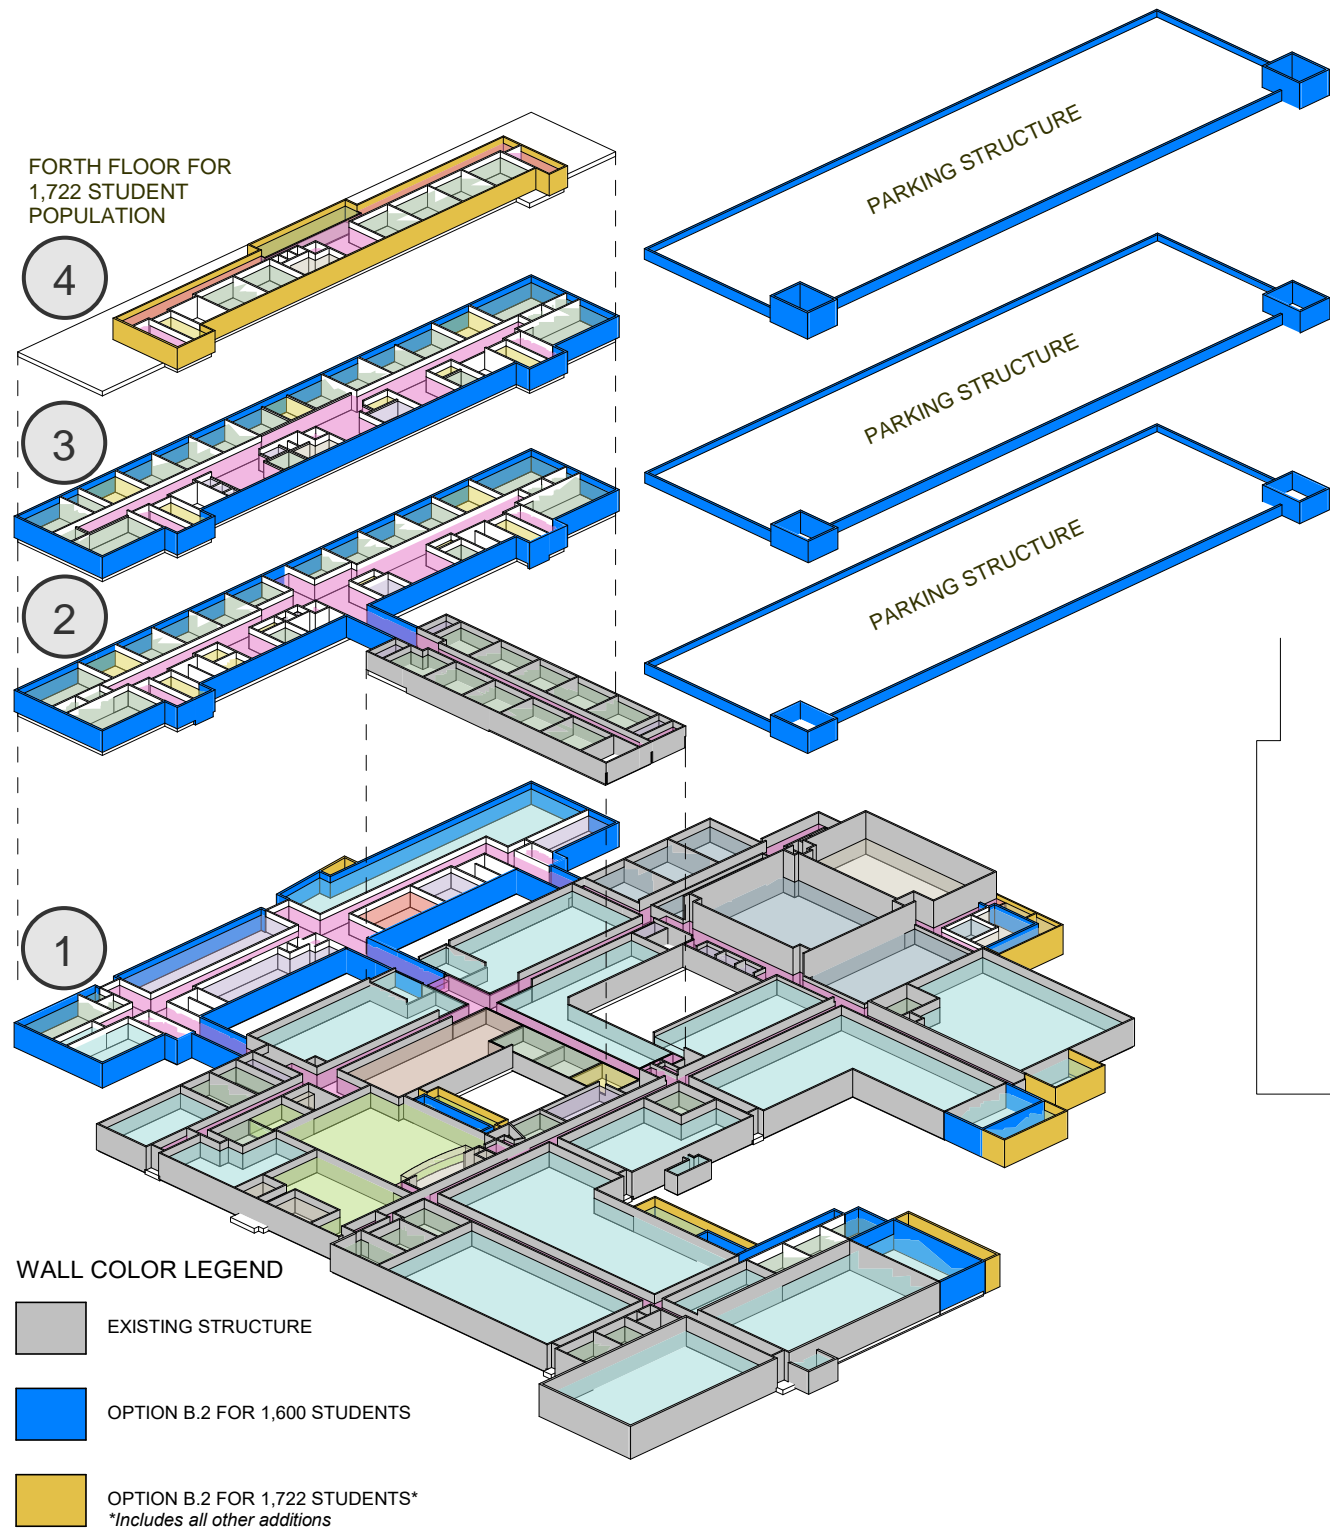 FORTH FLOOR FOR
1,722 STUDENT
POPULATION
4
3
2
1
PARKING STRUCTURE
PARKING STRUCTURE
PARKING STRUCTURE
WALL COLOR LEGEND
EXISTING STRUCTURE
OPTION B.2 FOR 1,600 STUDENTS
OPTION B.2 FOR 1,722 STUDENTS*
*Includes all other additions